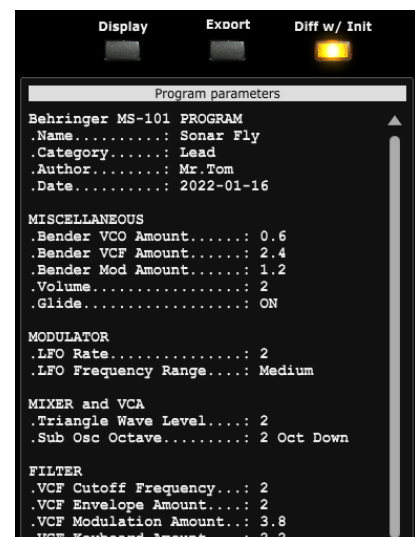 Display Export Diff w/ Init
Program parameters
Behringer MS-101 PROGRAM
.Name..........: Sonar Fly
.Category......: Lead
.Author........: Mr.Tom
.Date..........: 2022-01-16
MISCELLANEOUS
.Bender VCO Amount......: 0.6
.Bender VCF Amount......: 2.4
.Bender Mod Amount......: 1.2
.Volume.................: 2
.Glide..................: ON
MODULATOR
.LFO Rate...............: 2
.LFO Frequency Range....: Medium
MIXER and VCA
.Triangle Wave Level....: 2
.Sub Osc Octave.........: 2 Oct Down
FILTER
.VCF Cutoff Frequency...: 2
.VCF Envelope Amount....: 2
.VCF Modulation Amount..: 3.8
.VCF Keyboard Amount